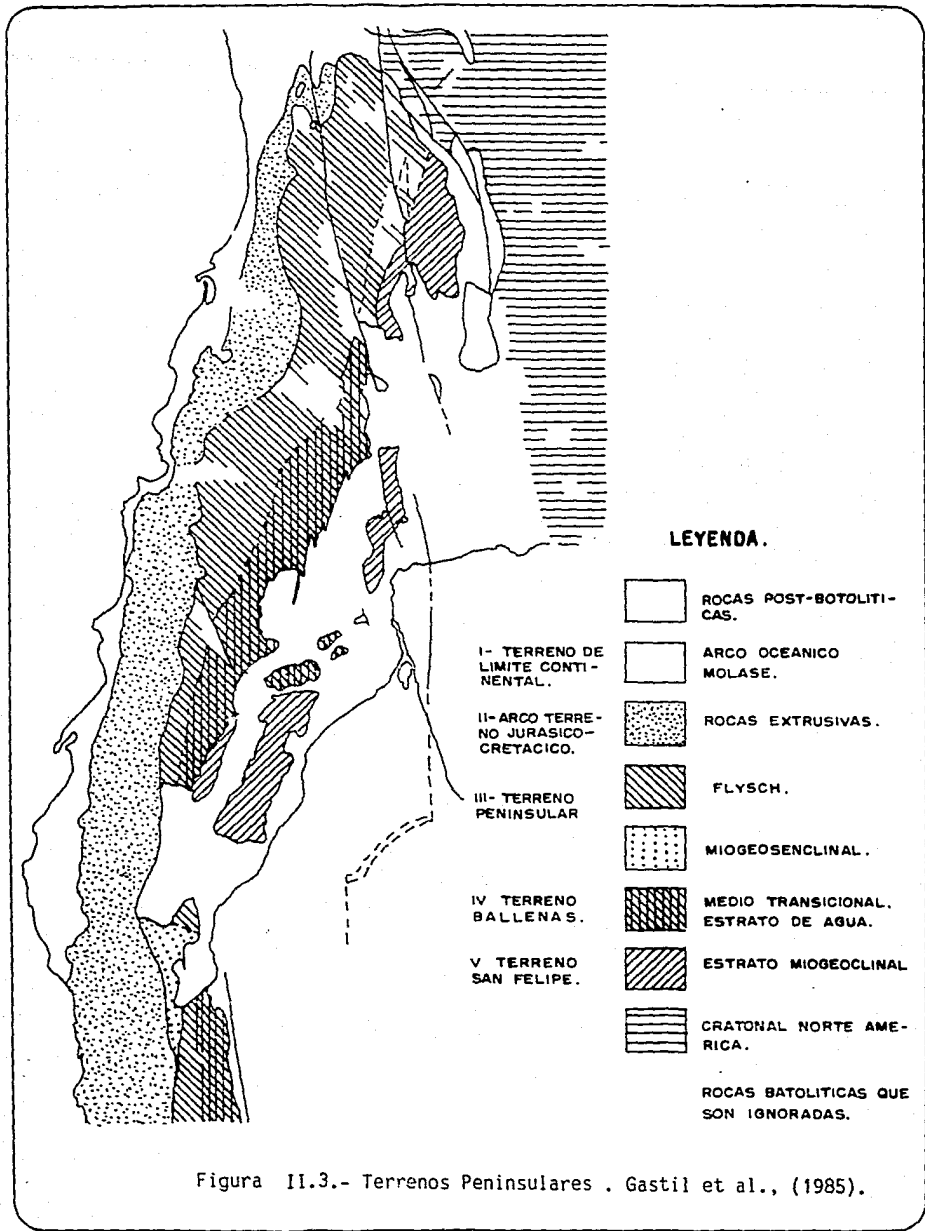 LEYENDA.
ROCAS POST-BOTOLITI-
CAS.
I- TERRENO DE
LIMITE CONTI-
NENTAL.
ARCO OCEANICO
MOLASE.
II-ARCO TERRE-
NO JURASICO-
CRETACICO.
ROCAS EXTRUSIVAS.
III-TERRENO
PENINSULAR
FLYSCH.
MIOGEOSENCLINAL.
IV TERRENO
BALLENAS.
MEDIO TRANSICIONAL.
ESTRATO DE AGUA.
V TERRENO
SAN FELIPE.
ESTRATO MIOGEOCLINAL
CRATONAL NORTE AME-
RICA.
ROCAS BATOLITICAS QUE
SON IGNORADAS.
Figura II.3.- Terrenos Peninsulares . Gastil et al., (1985).